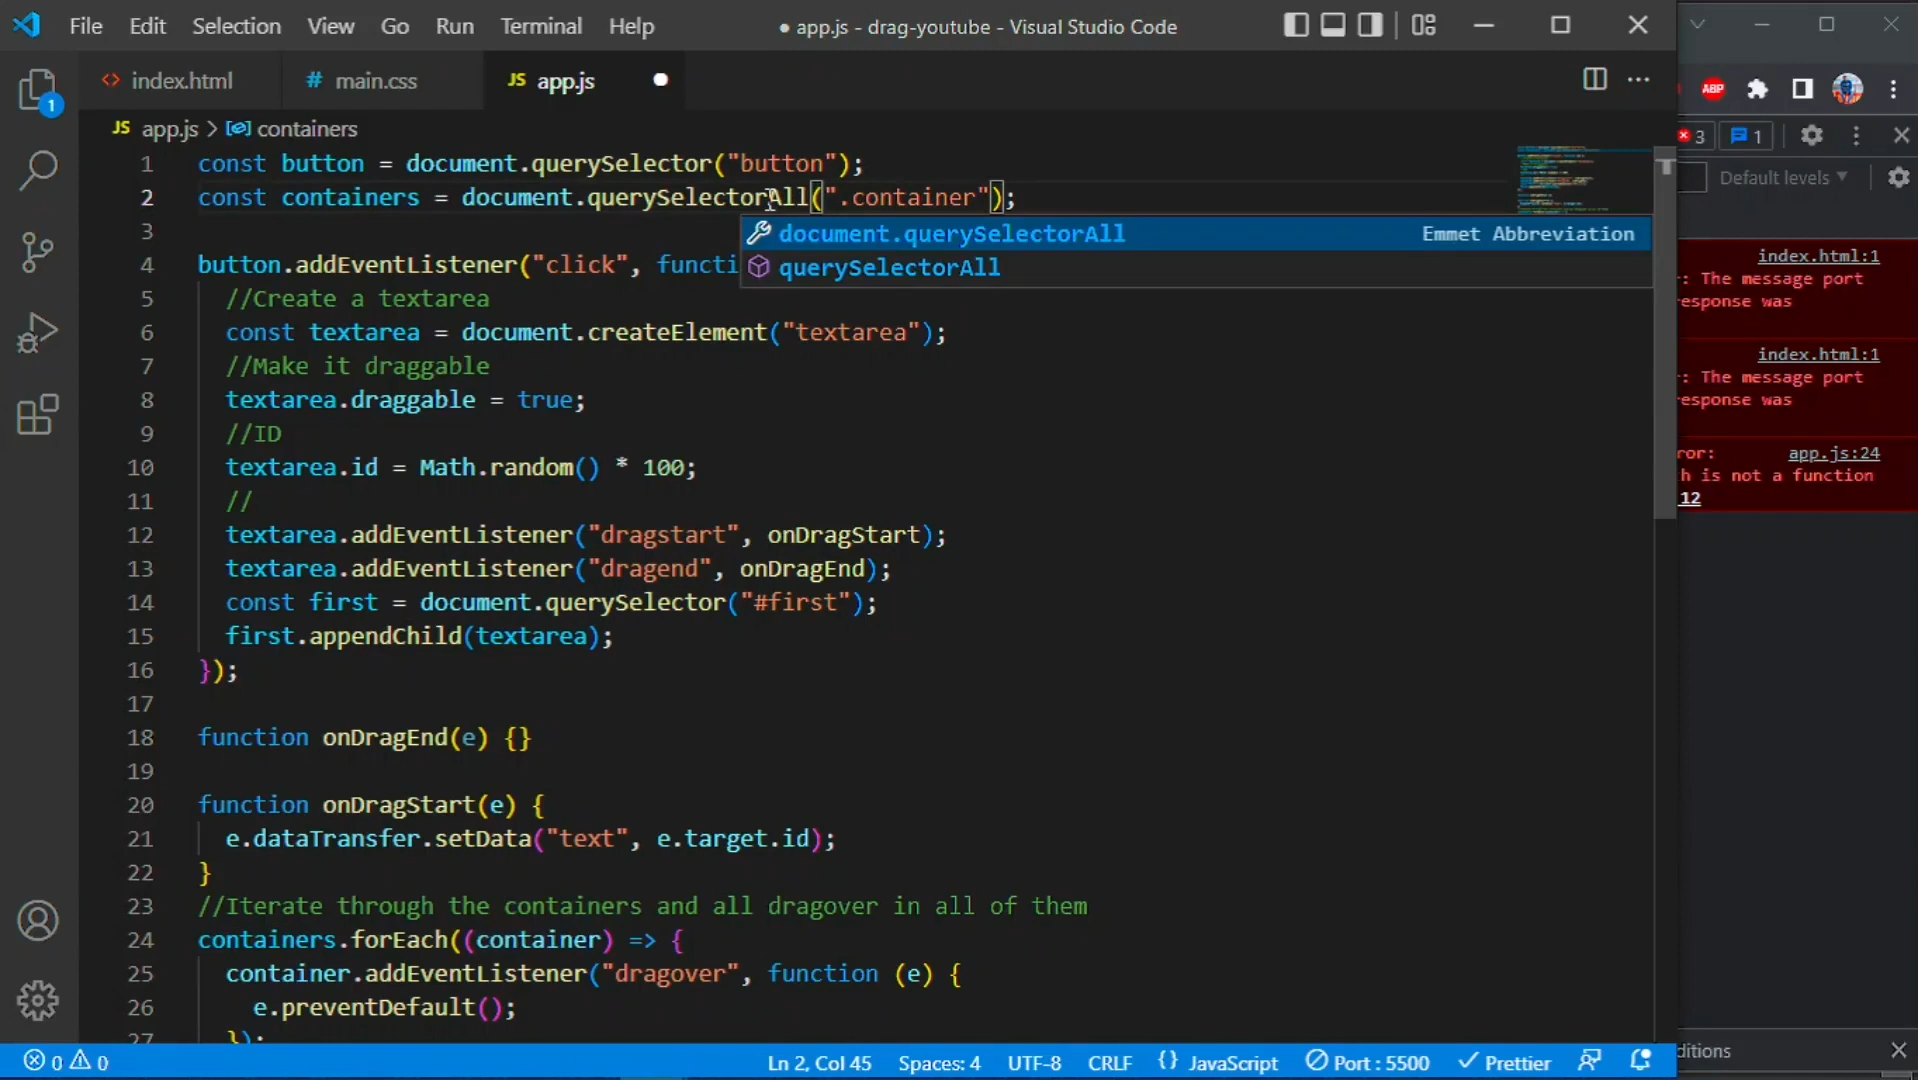 File Edit Selection View Go Run Terminal Help ● app.js - drag-youtube - Visual Studio Code
<> index.html # main.css JS app.js ●
JS app.js > containers
1 const button = document.querySelector("button");
2 const containers = document.querySelectorAll(".container");
3
document.querySelectorAll Emmet Abbreviation
4 button.addEventListener("click", functi
querySelectorAll
5 //Create a textarea
6 const textarea = document.createElement("textarea");
7 //Make it draggable
8 textarea.draggable = true;
9 //ID
10 textarea.id = Math.random() * 100;
11 //
12 textarea.addEventListener("dragstart", onDragStart);
13 textarea.addEventListener("dragend", onDragEnd);
14 const first = document.querySelector("#first");
15 first.appendChild(textarea);
16 });
17
18 function onDragEnd(e) {}
19
20 function onDragStart(e) {
21 e.dataTransfer.setData("text", e.target.id);
22 }
23 //Iterate through the containers and all dragover in all of them
24 containers.forEach((container) => {
25 container.addEventListener("dragover", function (e) {
26 e.preventDefault();
27 });
1
0 0 Ln 2, Col 45 Spaces: 4 UTF-8 CRLF {} JavaScript Port : 5500 Prettier
ABP
3 1
Default levels
index.html:1
: The message port
esponse was
index.html:1
: The message port
esponse was
ror: app.js:24
h is not a function
12
ditions